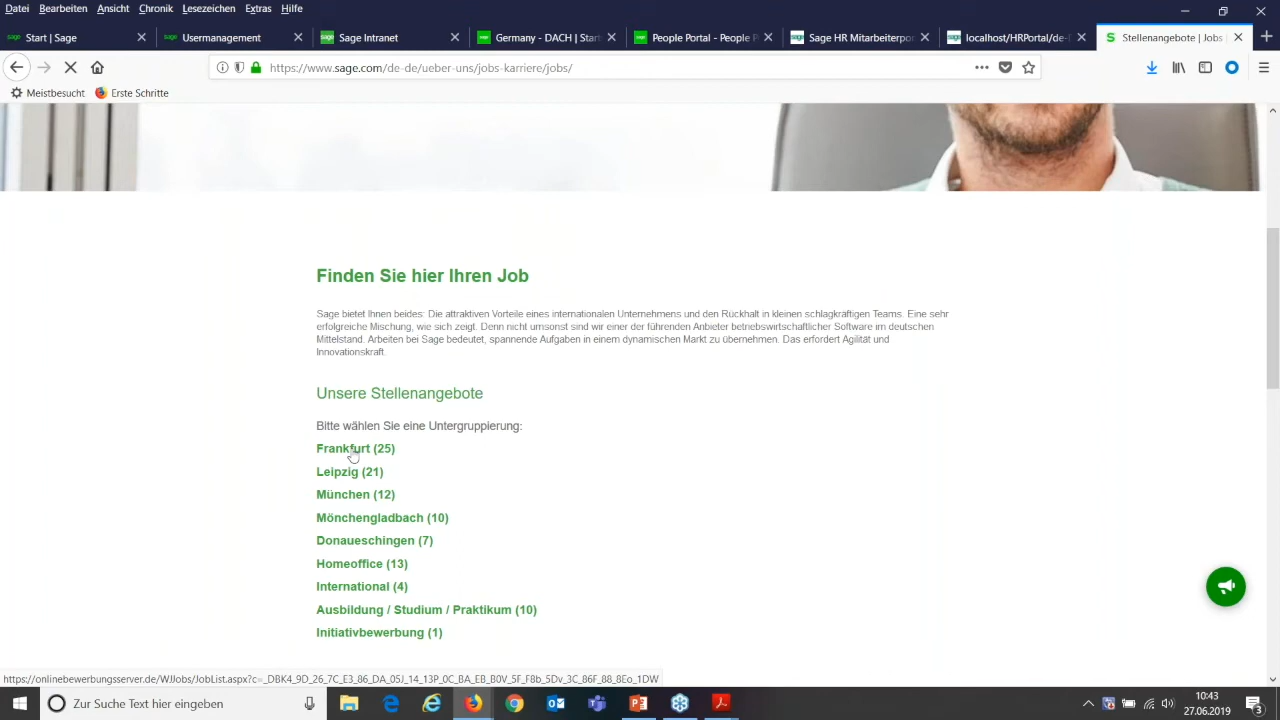 Datei Bearbeiten Ansicht Chronik Lesezeichen Extras Hilfe
sage Start | Sage
sage Usermanagement
sage Sage Intranet
Germany - DACH | Start
People Portal - People P
sage Sage HR Mitarbeiterpor
sage localhost/HRPortal/de-
S Stellenangebote | Jobs
https://www.sage.com/de-de/ueber-uns/jobs-karriere/jobs/
Meistbesucht Erste Schritte
Finden Sie hier Ihren Job
Sage bietet Ihnen beides: Die attraktiven Vorteile eines internationalen Unternehmens und den Rückhalt in kleinen schlagkräftigen Teams. Eine sehr
erfolgreiche Mischung, wie sich zeigt. Denn nicht umsonst sind wir einer der führenden Anbieter betriebswirtschaftlicher Software im deutschen
Mittelstand. Arbeiten bei Sage bedeutet, spannende Aufgaben in einem dynamischen Markt zu übernehmen. Das erfordert Agilität und
Innovationskraft.
Unsere Stellenangebote
Bitte wählen Sie eine Untergruppierung:
Frankfurt (25)
Leipzig (21)
München (12)
Mönchengladbach (10)
Donaueschingen (7)
Homeoffice (13)
International (4)
Ausbildung / Studium / Praktikum (10)
Initiativbewerbung (1)
Zur Suche Text hier eingeben
10:43
27.06.2019
3